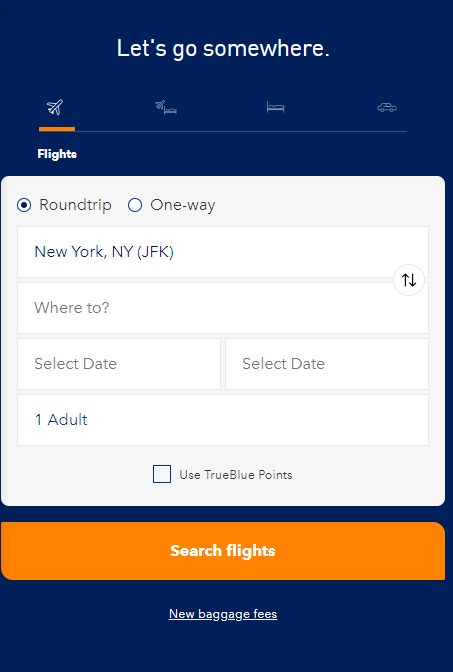 Let's go somewhere.
Flights
Roundtrip One-way
New York, NY (JFK)
Where to?
Select Date Select Date
1 Adult
Use TrueBlue Points
Search flights
New baggage fees